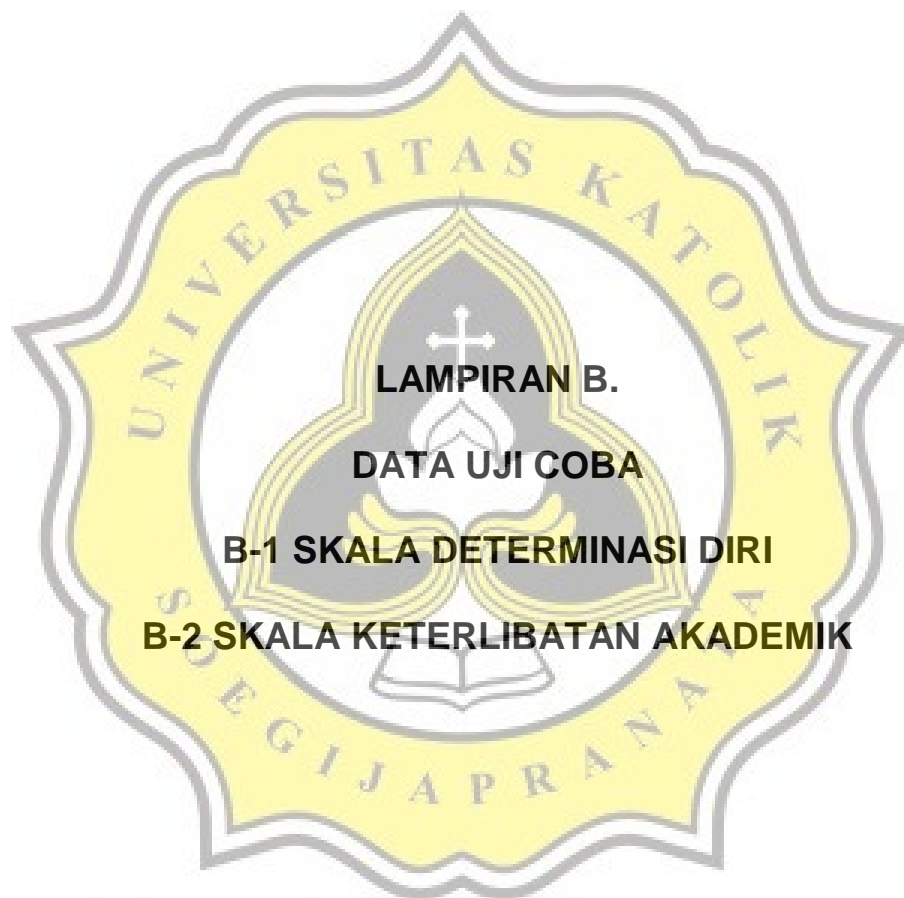 UNIVERSITAS KATOLIK
LAMPIRAN B.
DATA UJI COBA
B-1 SKALA DETERMINASI DIRI
B-2 SKALA KETERLIBATAN AKADEMIK
SOEGIJAPRANATA